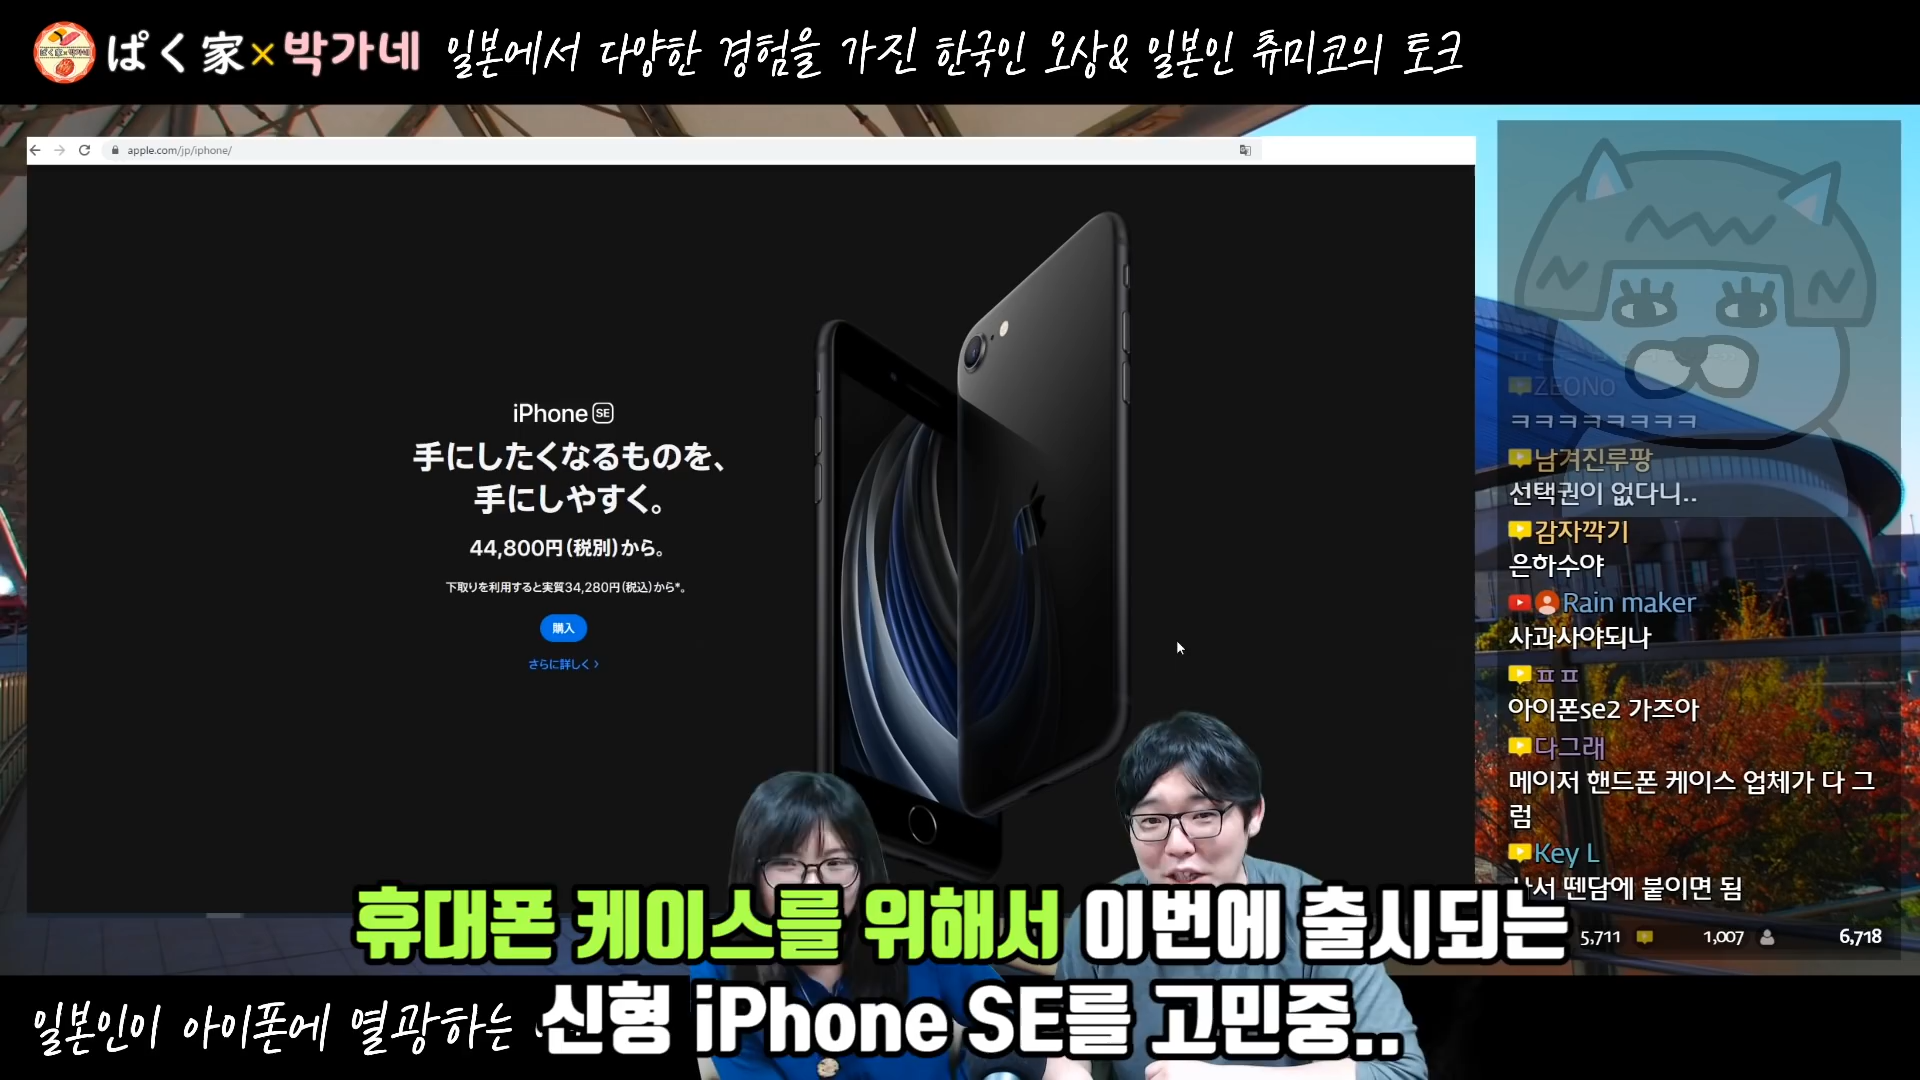 ぱく家×박가네 일본에서 다양한 경험을 가진 한국인 오상& 일본인 츄미코의 토크
apple.com/jp/iphone/
iPhone SE
手にしたくなるものを、
手にしやすく。
44,800円(税別)から。
下取りを利用すると実質34,280円(税込)から*。
購入
さらに詳しく >
ZEONo
ㅋㅋㅋㅋㅋㅋㅋㅋ
남겨진루팡
선택권이 없다니..
감자깍기
은하수야
Rain maker
사과사야되나
ㅍㅍ
아이폰se2 가즈아
다그래
메이저 핸드폰 케이스 업체가 다 그
럼
Key L
뗀담에 붙이면 됨
5,711 1,007 6,718
휴대폰 케이스를 위해서 이번에 출시되는
신형 iPhone SE를 고민중..
일본인이 아이폰에 열광하는